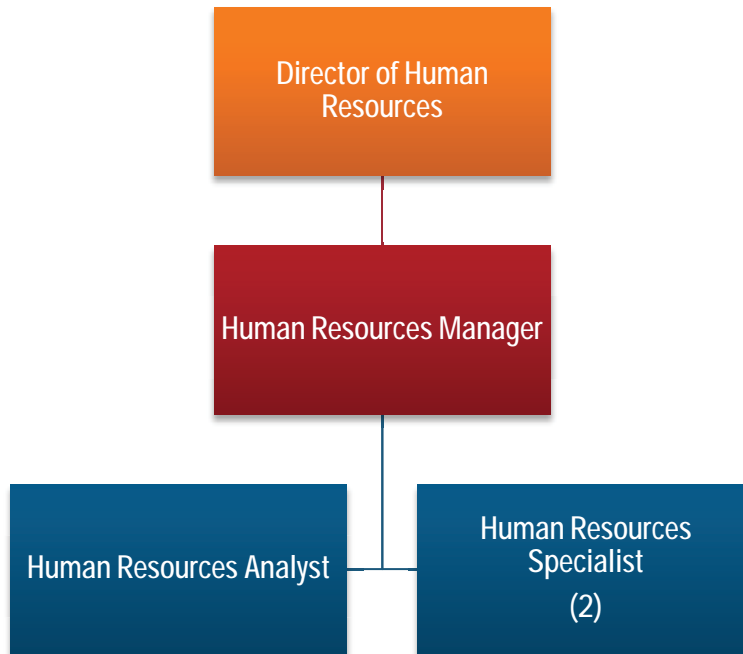 Director of Human
Resources
Human Resources Manager
Human Resources Analyst
Human Resources
Specialist
(2)